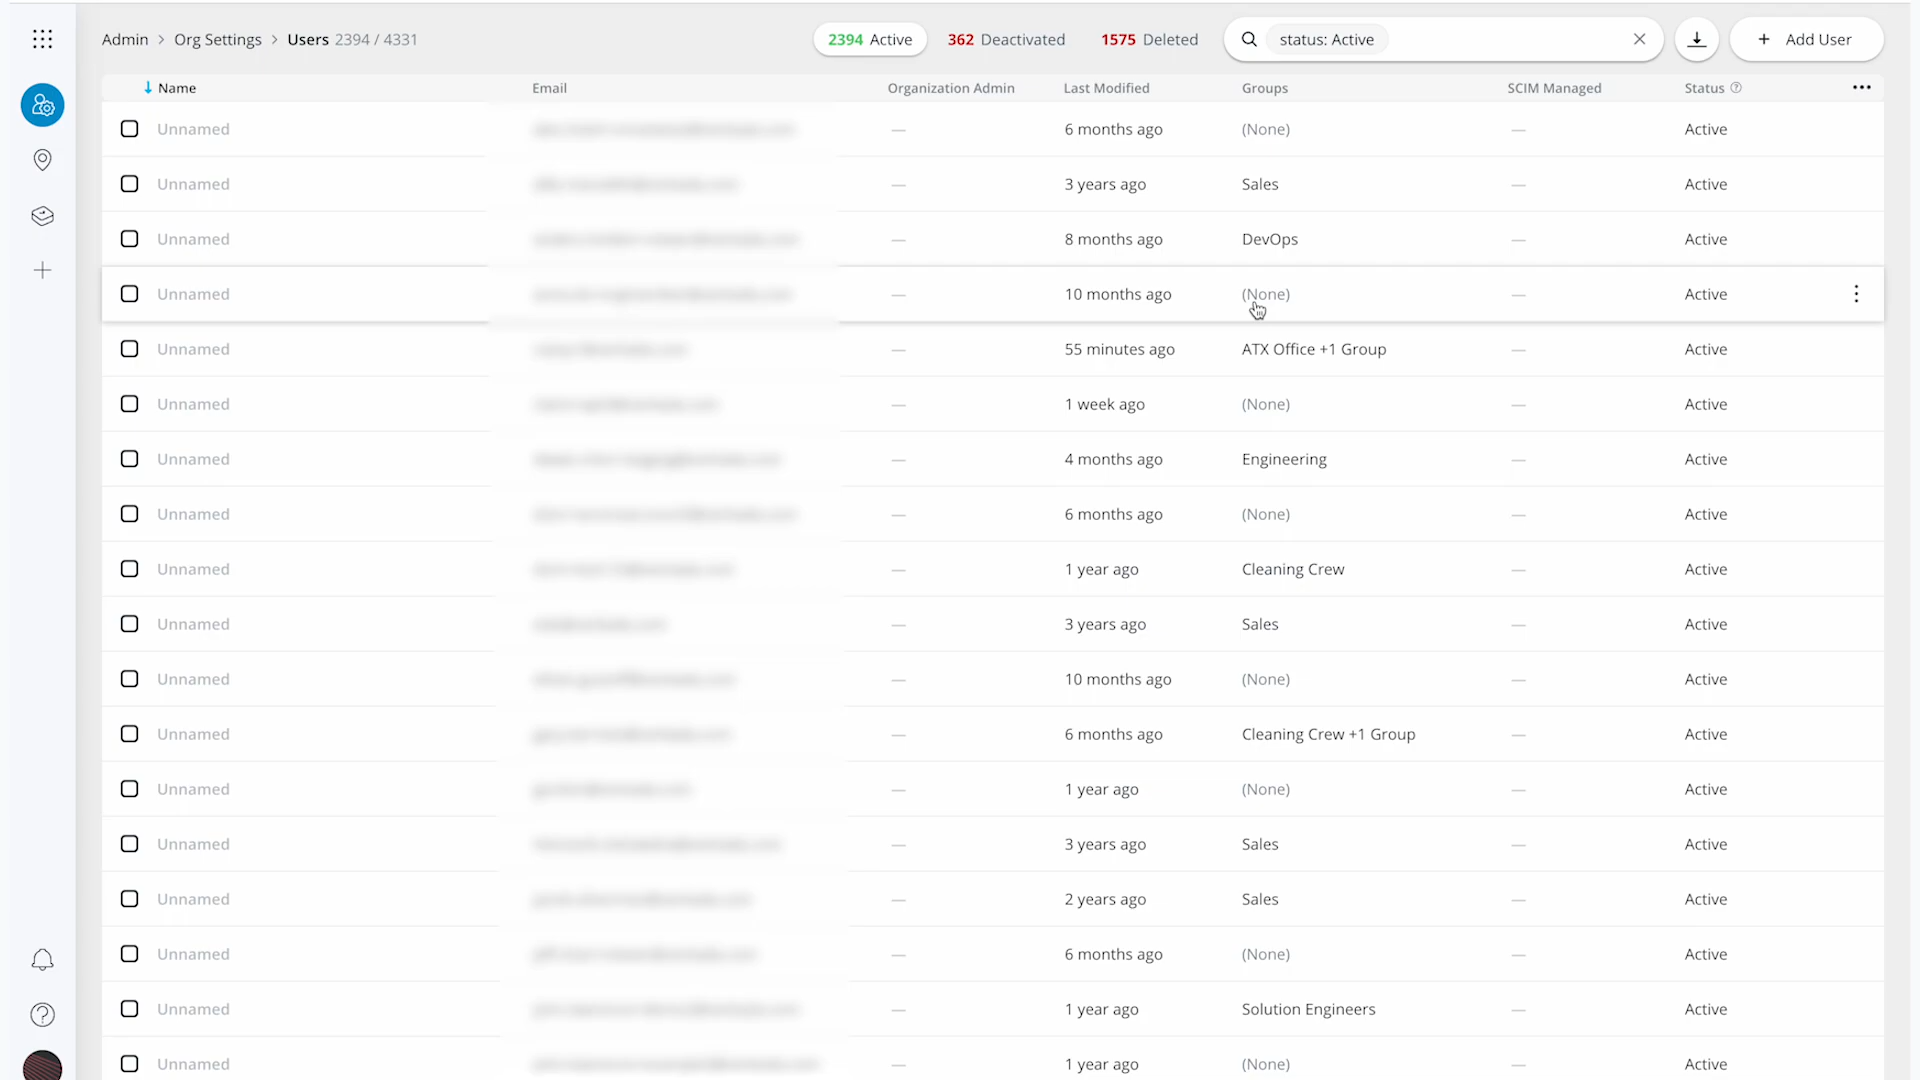 Admin > Org Settings > Users 2394 / 4331 2394 Active 362 Deactivated 1575 Deleted status: Active + Add User
Name Email Organization Admin Last Modified Groups SCIM Managed Status
Unnamed — 6 months ago (None) — Active
Unnamed — 3 years ago Sales — Active
Unnamed — 8 months ago DevOps — Active
Unnamed — 10 months ago (None) — Active
Unnamed — 55 minutes ago ATX Office +1 Group — Active
Unnamed — 1 week ago (None) — Active
Unnamed — 4 months ago Engineering — Active
Unnamed — 6 months ago (None) — Active
Unnamed — 1 year ago Cleaning Crew — Active
Unnamed — 3 years ago Sales — Active
Unnamed — 10 months ago (None) — Active
Unnamed — 6 months ago Cleaning Crew +1 Group — Active
Unnamed — 1 year ago (None) — Active
Unnamed — 3 years ago Sales — Active
Unnamed — 2 years ago Sales — Active
Unnamed — 6 months ago (None) — Active
Unnamed — 1 year ago Solution Engineers — Active
Unnamed — 1 year ago (None) — Active